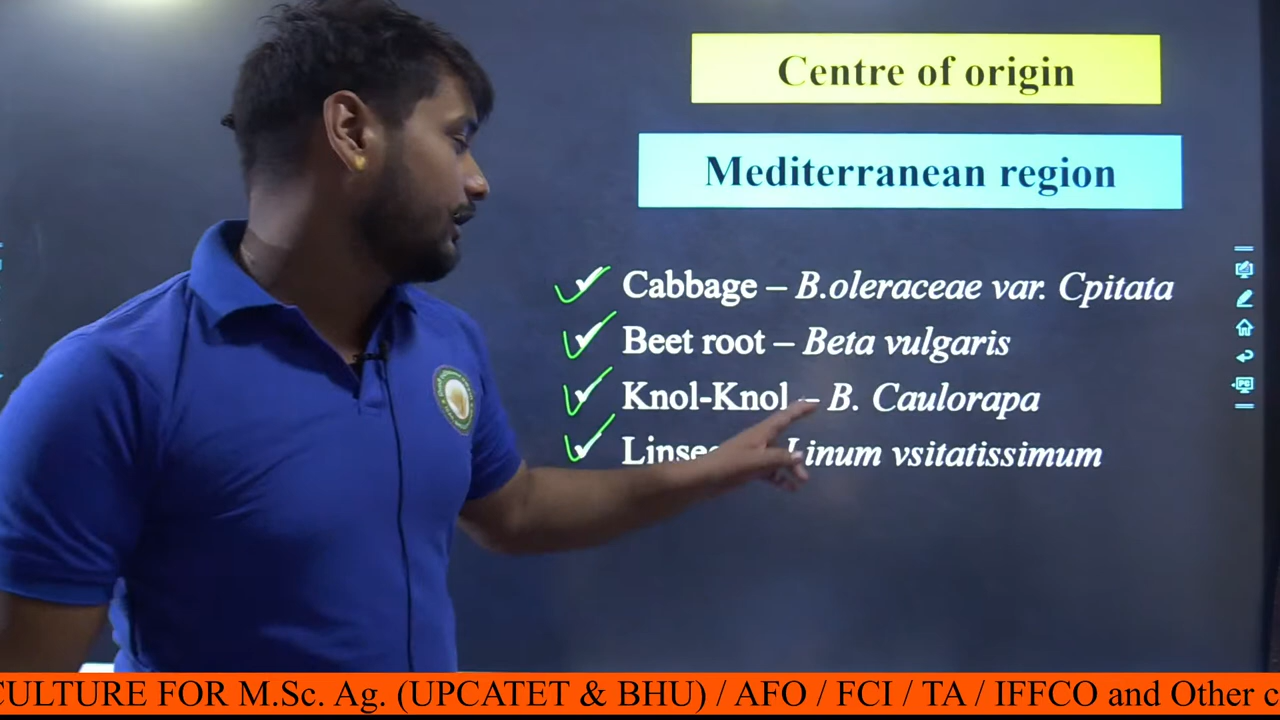 Centre of origin
Mediterranean region
Cabbage – B.oleraceae var. Cpitata
Beet root – Beta vulgaris
Knol-Knol – B. Caulorapa
Linum vsitatissimum
CULTURE FOR M.Sc. Ag. (UPCATET & BHU) / AFO / FCI / TA / IFFCO and Other